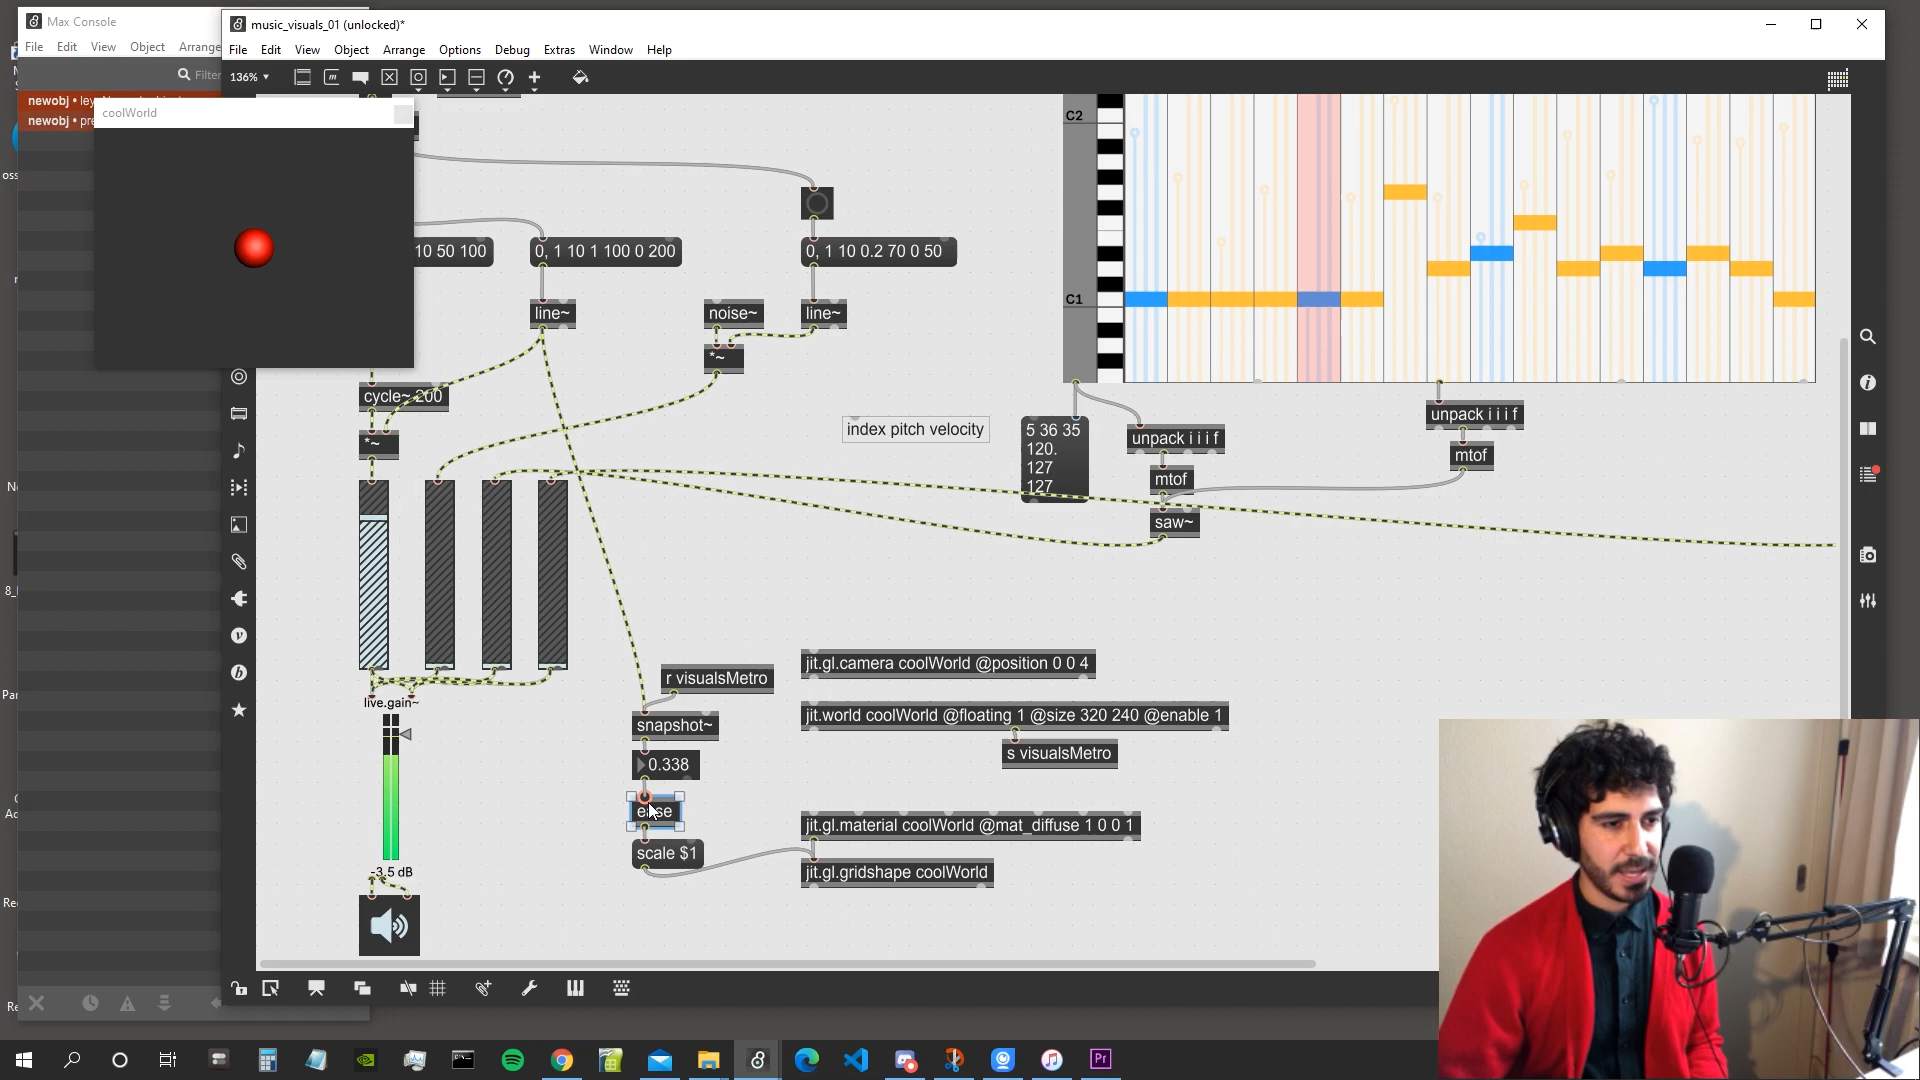 Max Console
File Edit View Object Arrange
Filter
newobj •
newobj •
music_visuals_01 (unlocked)*
File Edit View Object Arrange Options Debug Extras Window Help
136%
coolWorld
10 50 100
0, 1 10 1 100 0 200
0, 1 10 0.2 70 0 50
line~
noise~
line~
*~
cycle~ 200
*~
C2
C1
index pitch velocity
5 36 35
120.
127
127
unpack i i i f
mtof
saw~
unpack i i i f
mtof
r visualsMetro
snapshot~
0.338
ease
scale $1
jit.gl.camera coolWorld @position 0 0 4
jit.world coolWorld @floating 1 @size 320 240 @enable 1
s visualsMetro
jit.gl.material coolWorld @mat_diffuse 1 0 0 1
jit.gl.gridshape coolWorld
live.gain~
-3.5 dB
Pr